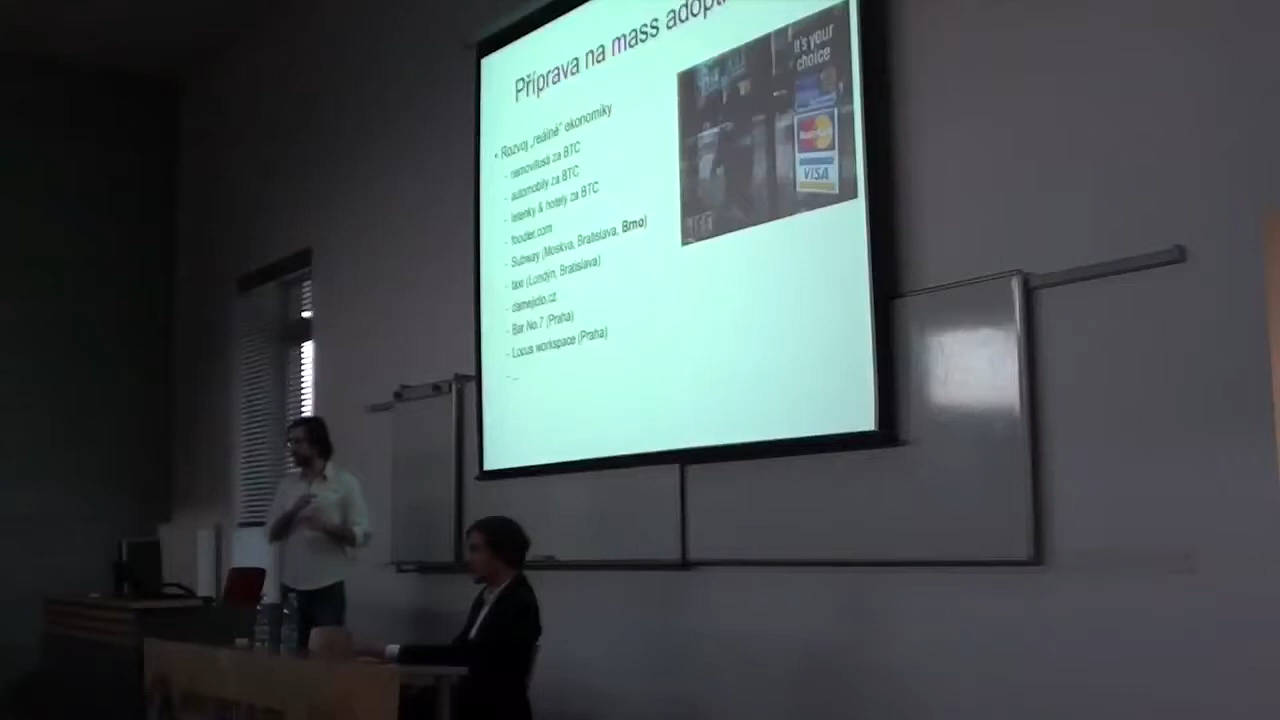 Příprava na mass
• Rozvoj „reálné“ ekonomiky
- nemovitosti za BTC
- automobily za BTC
- letenky & hotely za BTC
- foodler.com
- Subway (Moskva, Bratislava, Brno)
- taxi (Londýn, Bratislava)
- damejidlo.cz
- Bar No.7 (Praha)
- Locus workspace (Praha)
- ...
It's your
choice
MasterCard
VISA